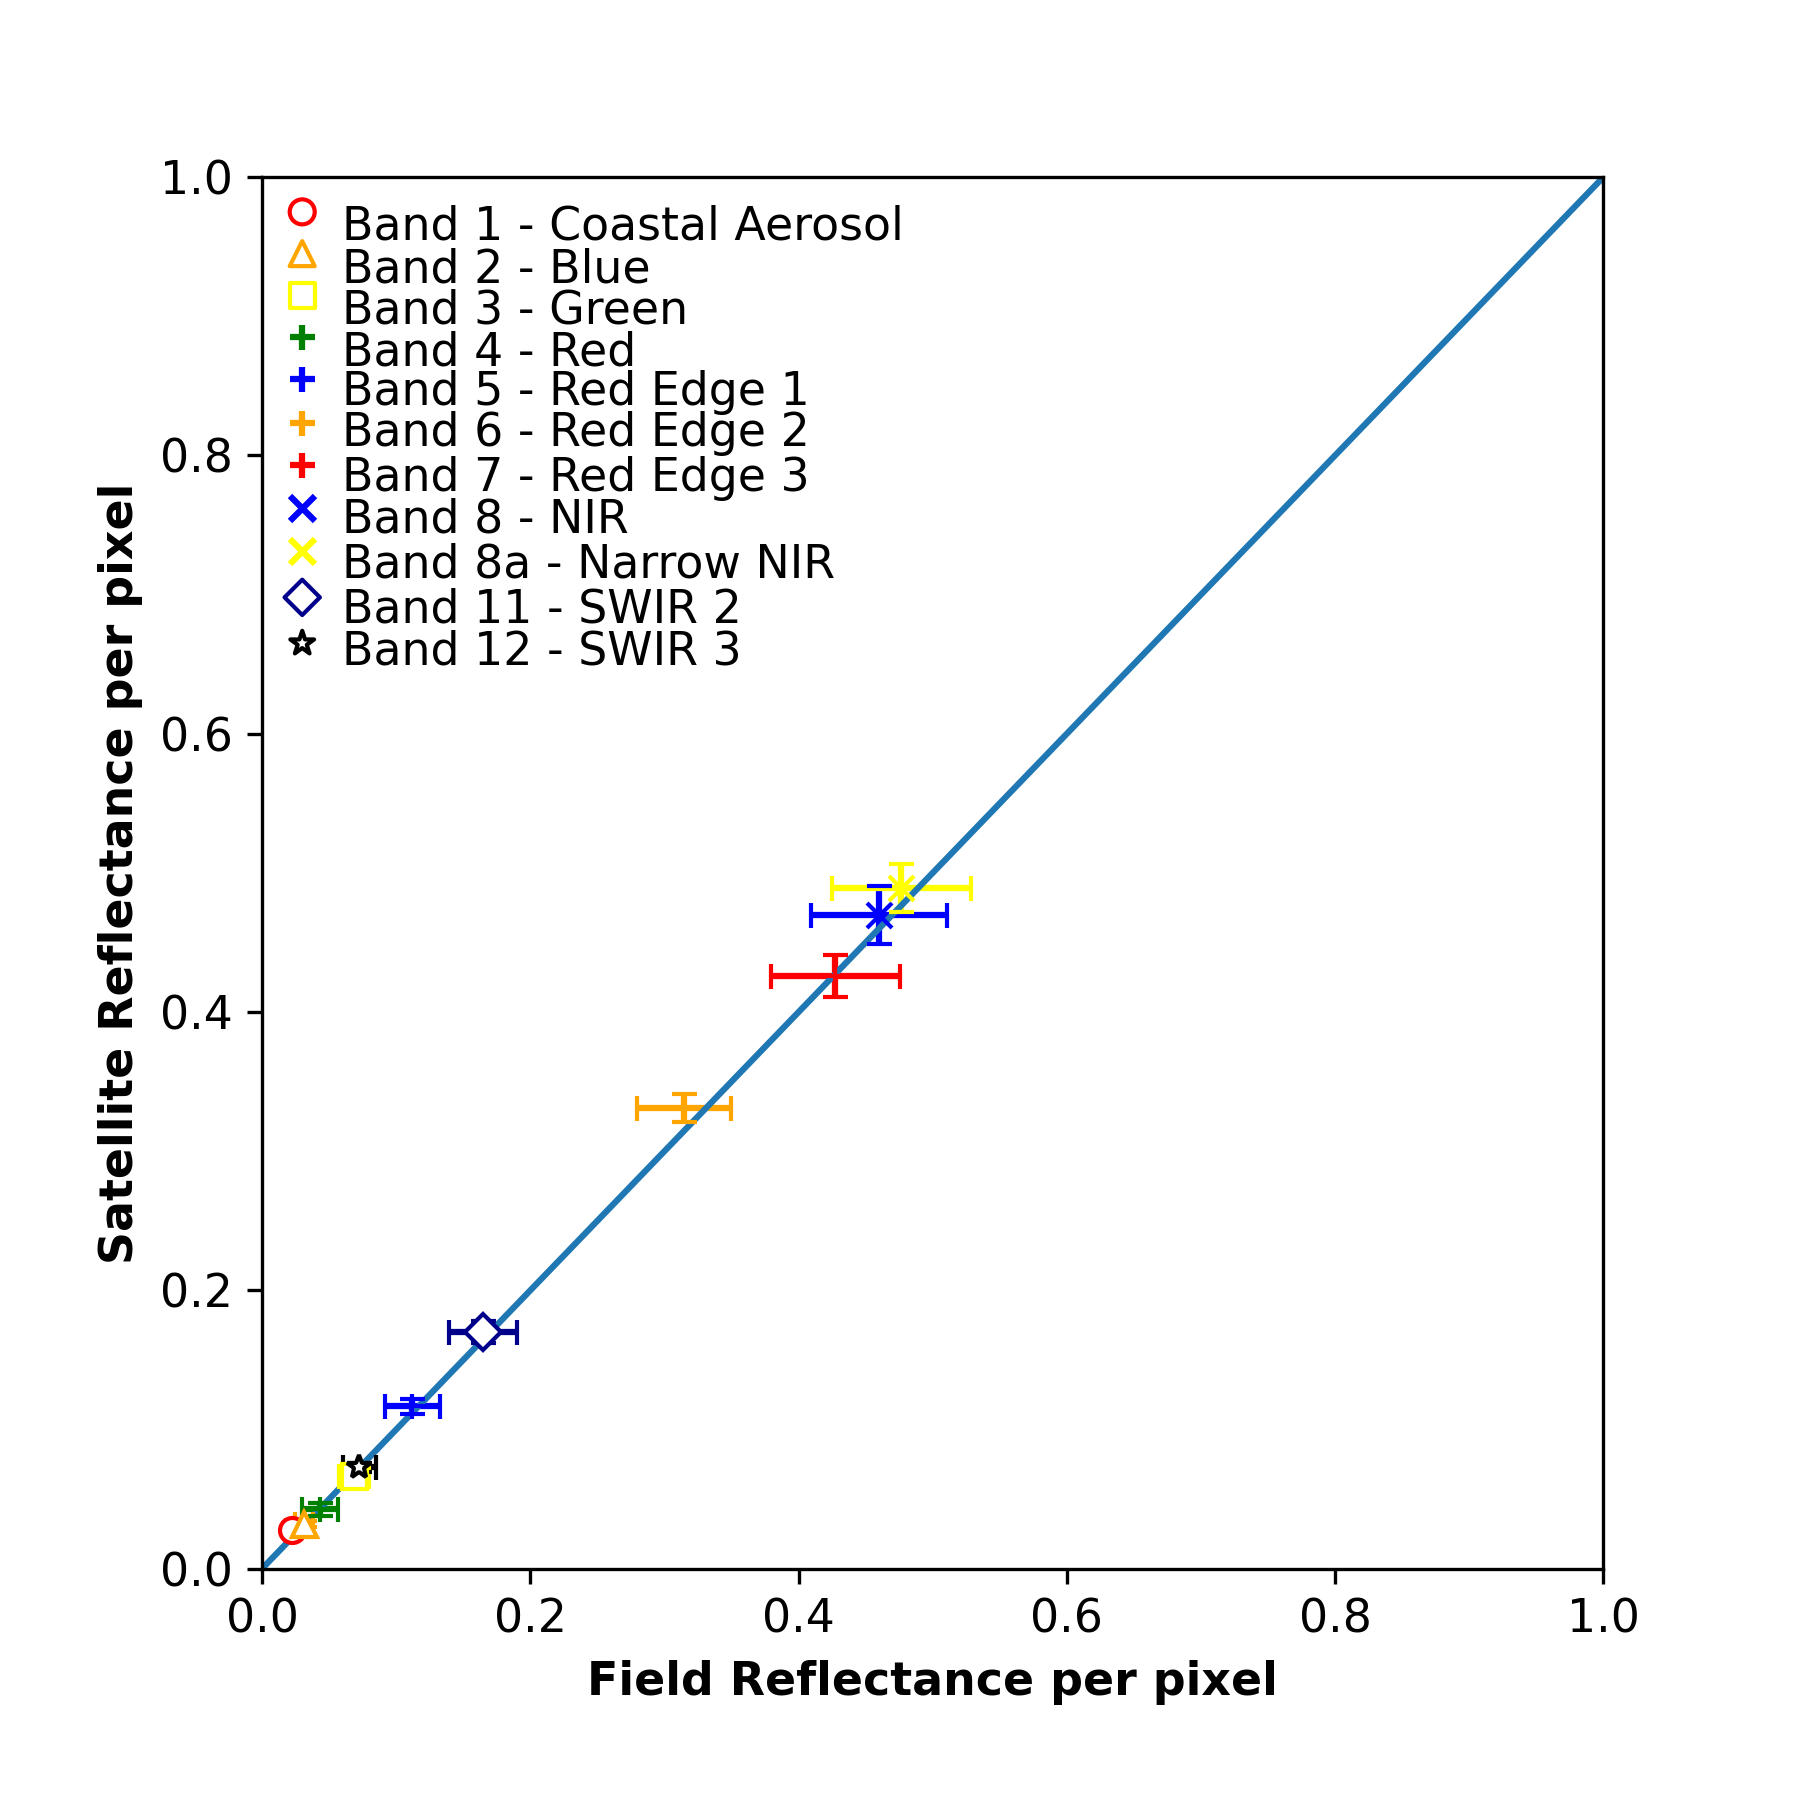 1.0
Band 1 - Coastal Aerosol
Band 2 - Blue
Band 3 - Green
Band 4 - Red
Band 5 - Red Edge 1
Band 6 - Red Edge 2
0.8
Band 7 - Red Edge 3
Band 8 - NIR
Band 8a - Narrow NIR
Band 11 - SWIR 2
Band 12 - SWIR 3
Satellite Reflectance per pixel
0.6
0.4
0.2
0.0
0.0 0.2 0.4 0.6 0.8 1.0
Field Reflectance per pixel